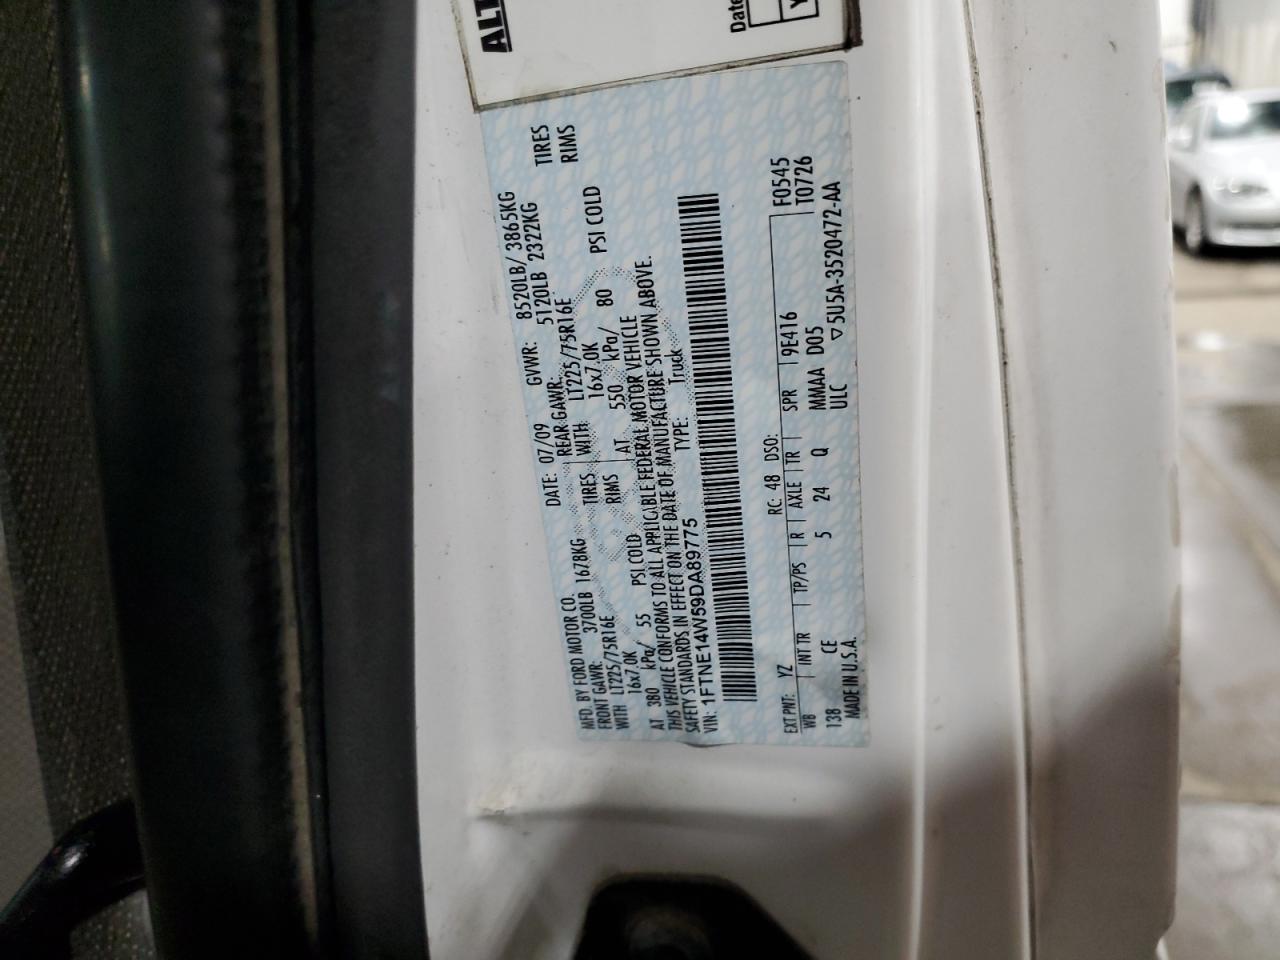 ALT
Date
Y
DATE: 07/09 GVWR: 8520LB/ 3865KG
MFD. BY FORD MOTOR CO. REAR GAWR: 5120LB 2322KG
FRONT GAWR: 3700LB 1678KG TIRES WITH LT225/75R16E TIRES
WITH LT225/75R16E RIMS 16x7.0K RIMS
16x7.0K AT 550 kPa/ 80 PSI COLD
AT 380 kPa/ 55 PSI COLD
THIS VEHICLE CONFORMS TO ALL APPLICABLE FEDERAL MOTOR VEHICLE
SAFETY STANDARDS IN EFFECT ON THE DATE OF MANUFACTURE SHOWN ABOVE.
VIN: 1FTNE14W59DA89775 TYPE: Truck
EXT PNT: YZ RC: 48 DSO: F0545
WB INT TR TP/PS R AXLE TR SPR 9E416 T0726
138 CE 5 24 Q MMAA D05
MADE IN U.S.A. ULC ▽5U5A-3520472-AA